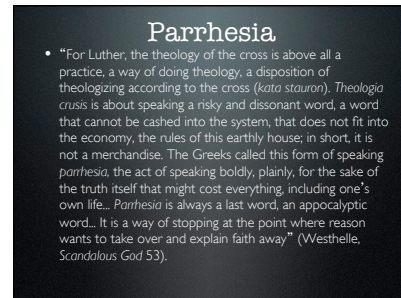 Parrhesia
• “For Luther, the theology of the cross is above all a
practice, a way of doing theology, a disposition of
theologizing according to the cross (kata stauron). Theologia
crusis is about speaking a risky and dissonant word, a word
that cannot be cashed into the system, that does not fit into
the economy, the rules of this earthly house; in short, it is
not a merchandise. The Greeks called this form of speaking
parrhesia, the act of speaking boldly, plainly, for the sake of
the truth itself that might cost everything, including one’s
own life... Parrhesia is always a last word, an appocalyptic
word... It is a way of stopping at the point where reason
wants to take over and explain faith away” (Westhelle,
Scandalous God 53).